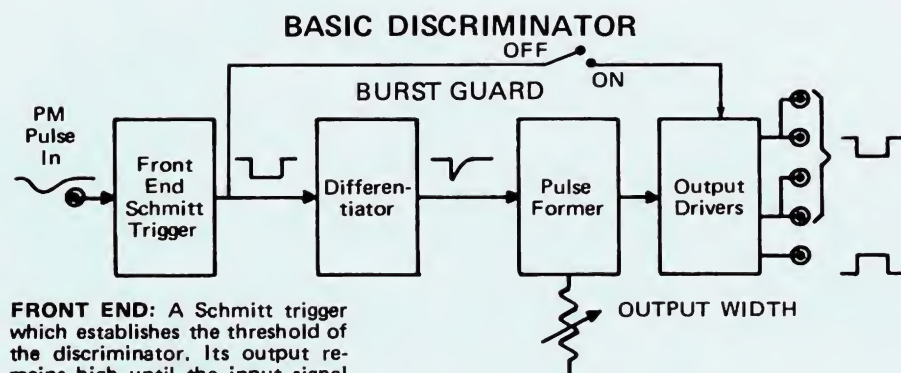 BASIC DISCRIMINATOR
OFF
ON
BURST GUARD
PM
Pulse
In
Front
End
Schmitt
Trigger
Differen-
tiator
Pulse
Former
Output
Drivers
OUTPUT WIDTH
FRONT END: A Schmitt trigger
which establishes the threshold of
the discriminator. Its output re-
mains high until the input signal